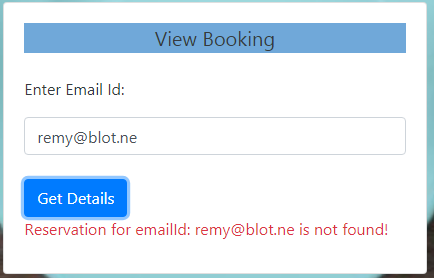 View Booking
Enter Email Id:
remy@blot.ne
Get Details
Reservation for emailId: remy@blot.ne is not found!